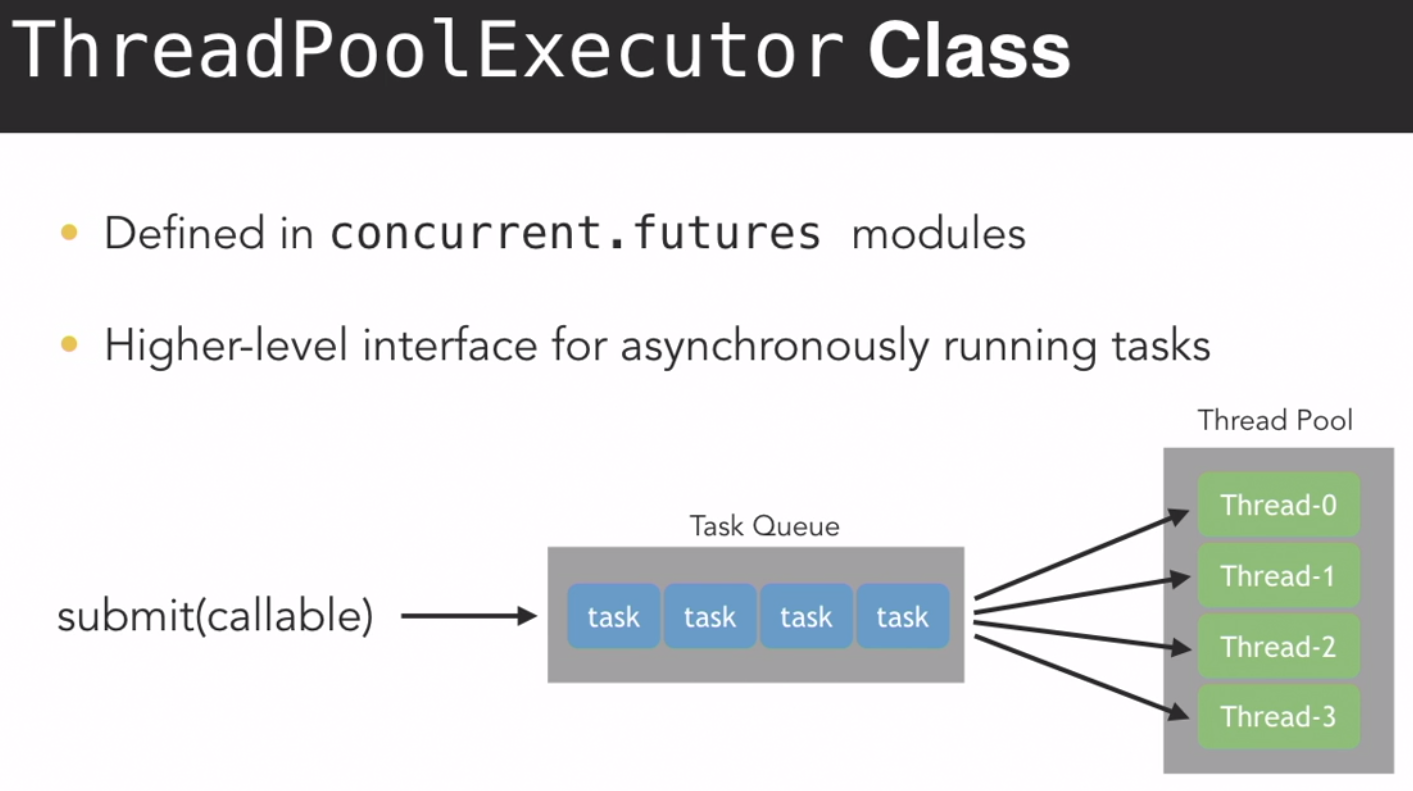 ThreadPoolExecutor Class
Defined in concurrent.futures modules
Higher-level interface for asynchronously running tasks
submit(callable)
Task Queue
task task task task
Thread Pool
Thread-0
Thread-1
Thread-2
Thread-3